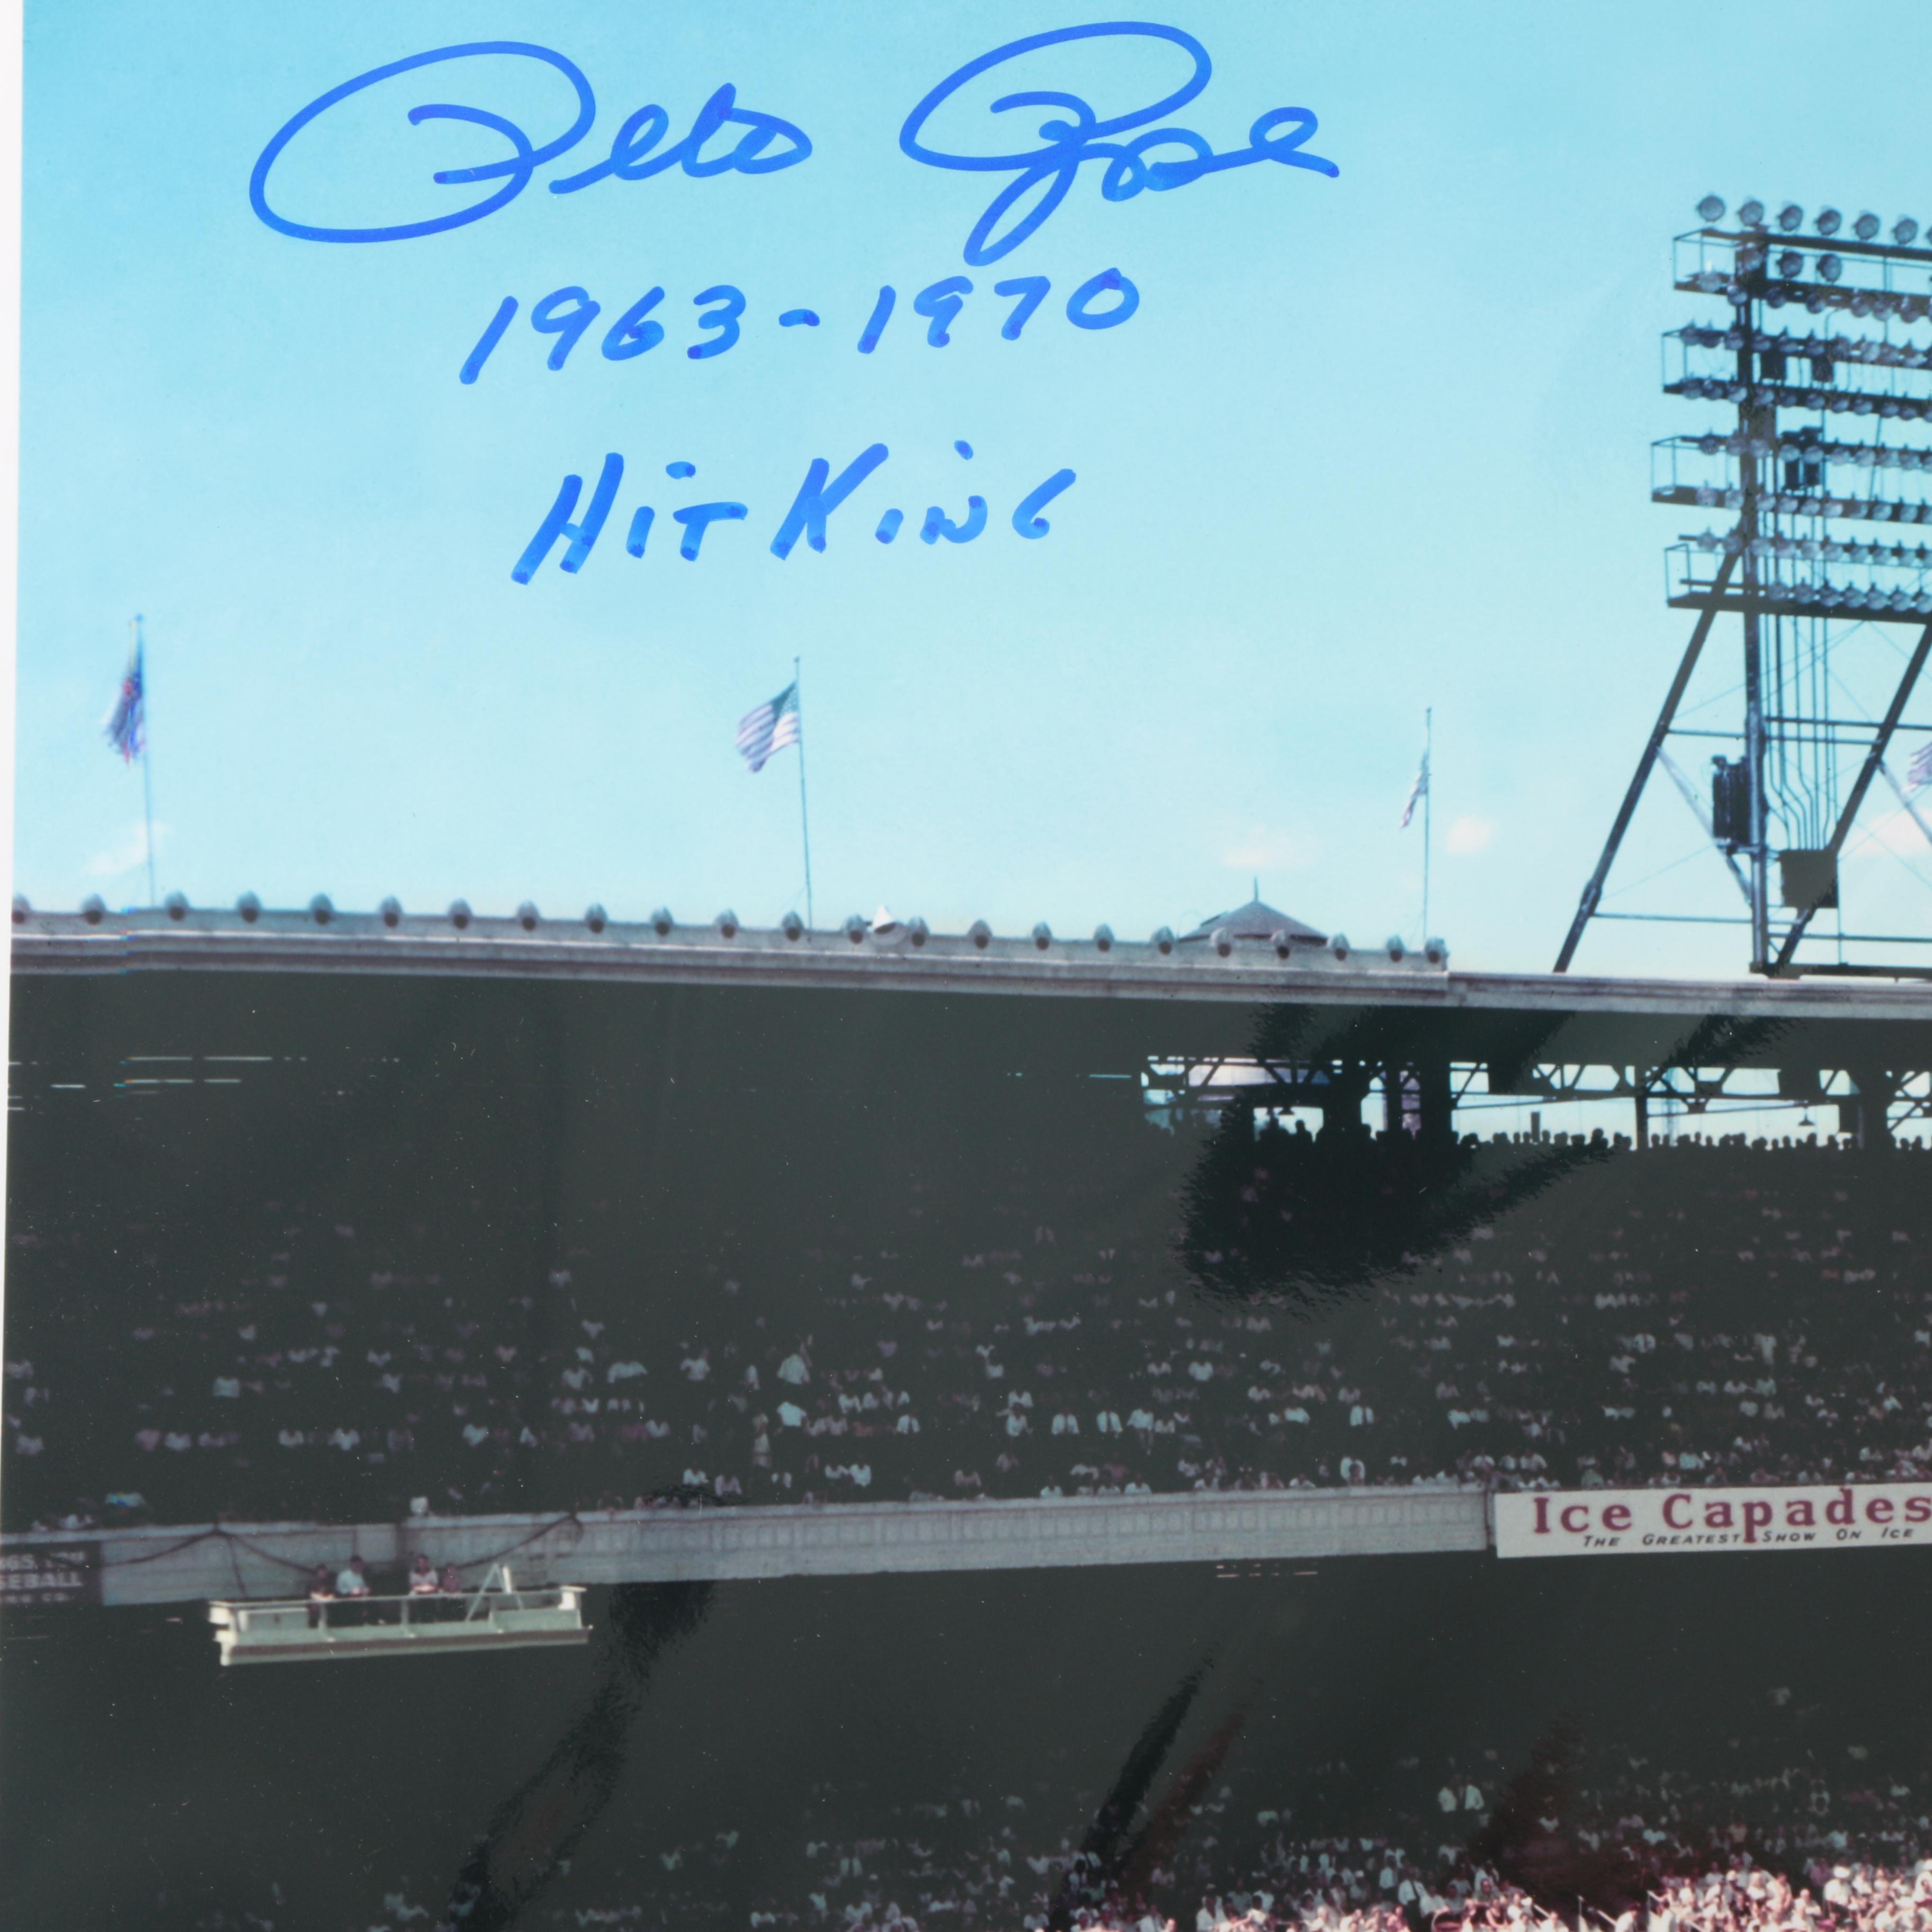 Pete Rose
1963-1970
Hit King
Ice Capades
THE GREATEST SHOW ON ICE